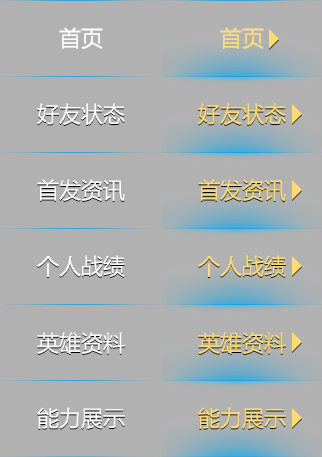 首页 首页
好友状态 好友状态
首发资讯 首发资讯
个人战绩 个人战绩
英雄资料 英雄资料
能力展示 能力展示